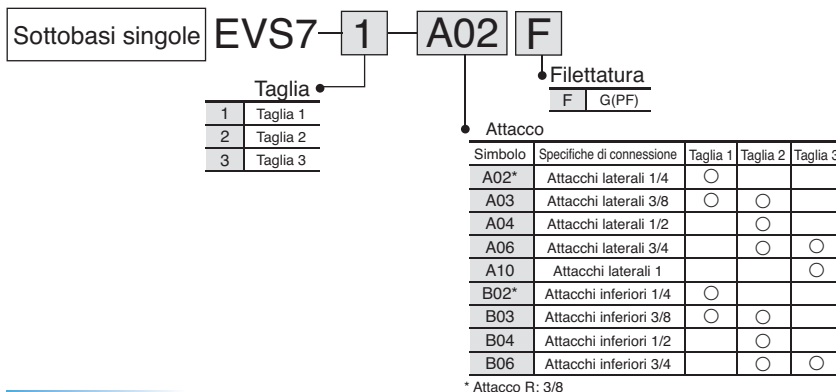 Sottobasi singole EVS7 1 A02 F
Taglia
1 Taglia 1
2 Taglia 2
3 Taglia 3
Filettatura
F G(PF)
Attacco
Simbolo Specifiche di connessione Taglia 1 Taglia 2 Taglia 3
A02* Attacchi laterali 1/4 ○
A03 Attacchi laterali 3/8 ○ ○
A04 Attacchi laterali 1/2 ○
A06 Attacchi laterali 3/4 ○ ○
A10 Attacchi laterali 1 ○
B02* Attacchi inferiori 1/4 ○
B03 Attacchi inferiori 3/8 ○ ○
B04 Attacchi inferiori 1/2 ○
B06 Attacchi inferiori 3/4 ○ ○
* Attacco R: 3/8